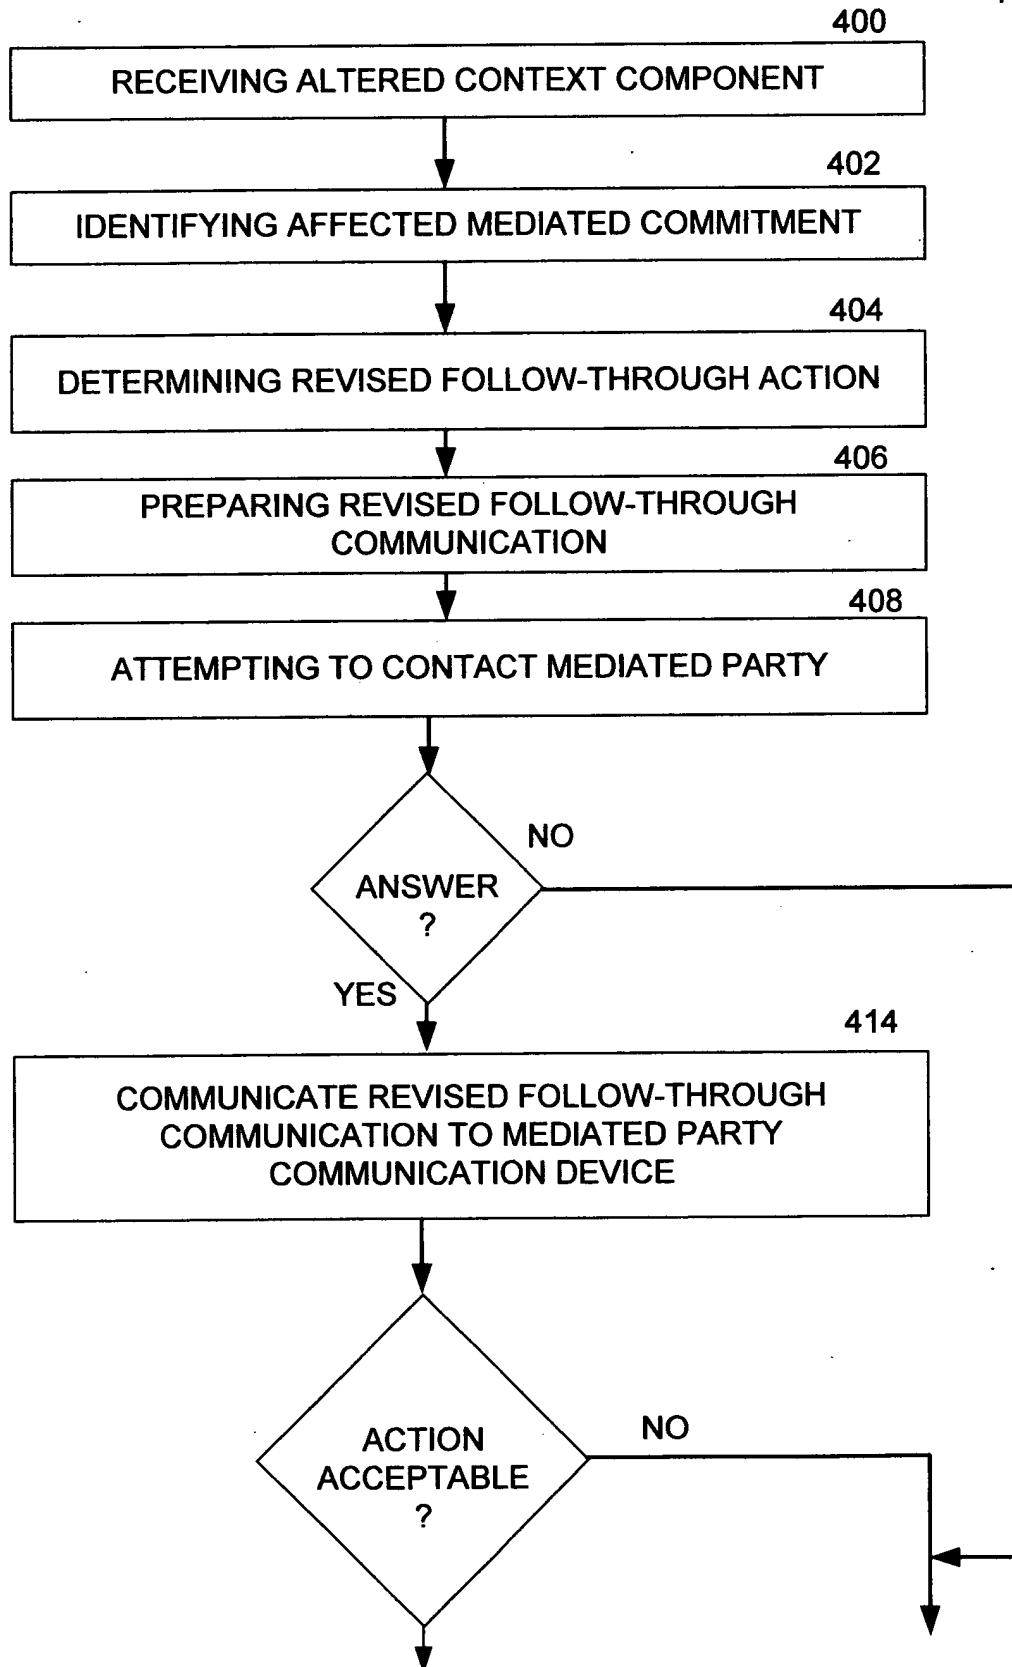 400
RECEIVING ALTERED CONTEXT COMPONENT
402
IDENTIFYING AFFECTED MEDIATED COMMITMENT
404
DETERMINING REVISED FOLLOW-THROUGH ACTION
406
PREPARING REVISED FOLLOW-THROUGH
COMMUNICATION
408
ATTEMPTING TO CONTACT MEDIATED PARTY
NO
ANSWER
?
YES
414
COMMUNICATE REVISED FOLLOW-THROUGH
COMMUNICATION TO MEDIATED PARTY
COMMUNICATION DEVICE
NO
ACTION
ACCEPTABLE
?